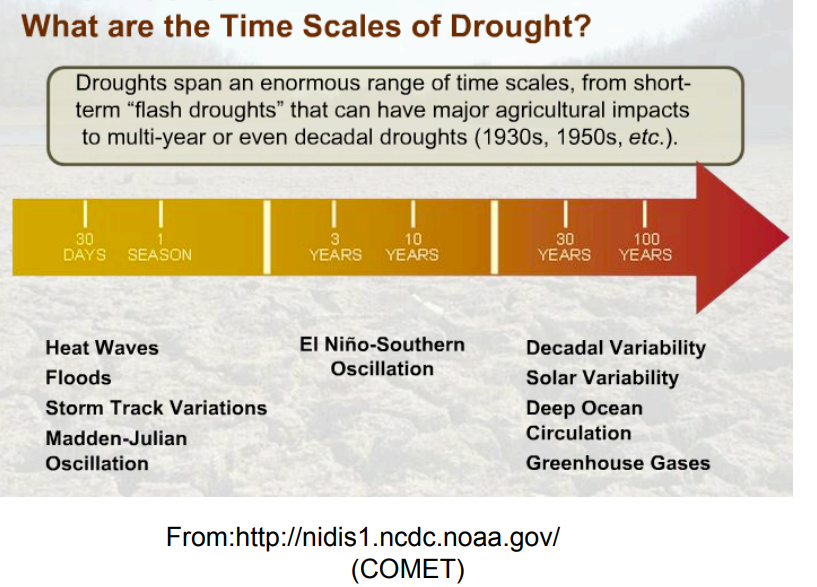 What are the Time Scales of Drought?
Droughts span an enormous range of time scales, from short-
term “flash droughts” that can have major agricultural impacts
to multi-year or even decadal droughts (1930s, 1950s, etc.).
30 DAYS
1 SEASON
3 YEARS
10 YEARS
30 YEARS
100 YEARS
Heat Waves
Floods
Storm Track Variations
Madden-Julian
Oscillation
El Niño-Southern
Oscillation
Decadal Variability
Solar Variability
Deep Ocean
Circulation
Greenhouse Gases
From:http://nidis1.ncdc.noaa.gov/
(COMET)